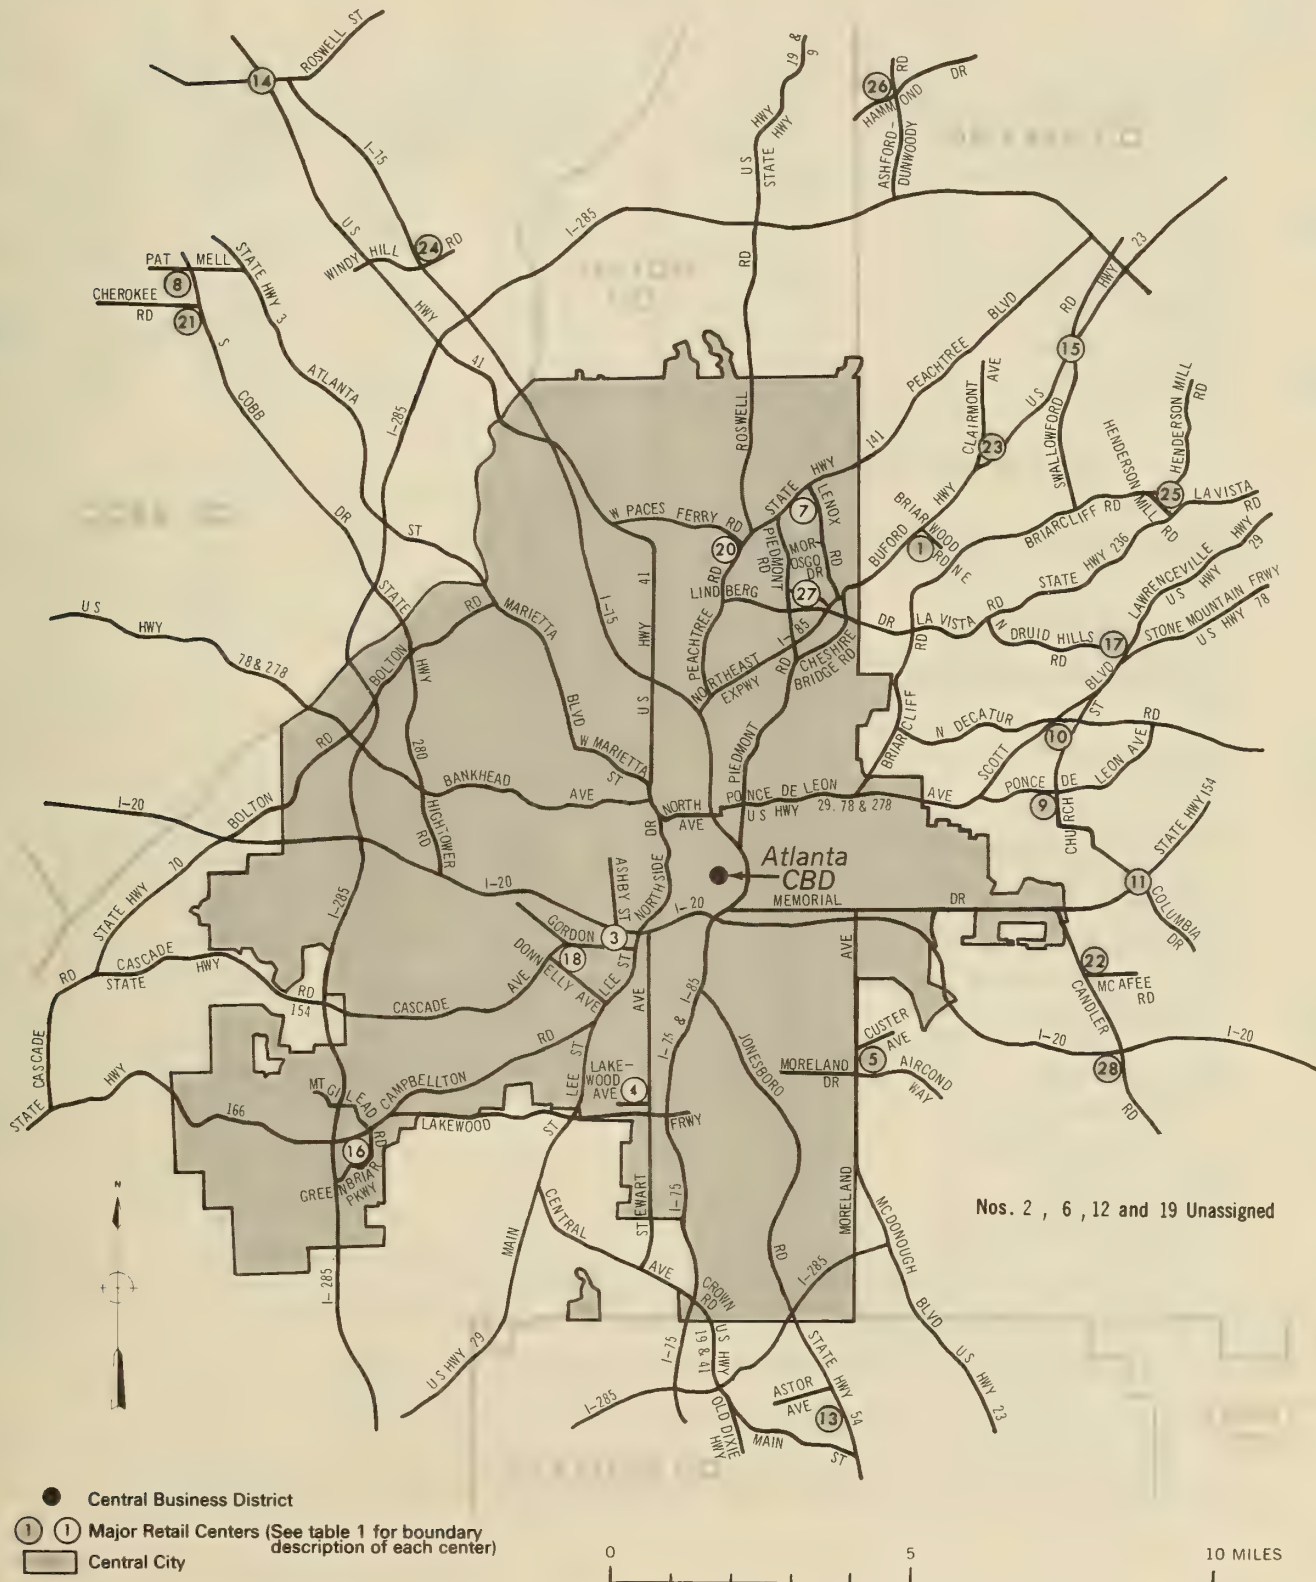 ROSWELL ST
14
I-75
US
HWY
41
WINDY HILL RD
24
PAT MELL
8
CHEROKEE
RD
21
STATE HWY 3
ATLANTA
ST
S
COBB
DR
I-285
I-285
US
STATE
HWY
HWY
19 &
9
RD
ROSWELL
26
RD
HAMMOND DR
ASHFORD-
DUNWOODY
PEACHTREE BLVD
141
HWY
STATE
RD
HWY 23
15
CLAIRMONT
AVE
US
23
SWALLOWFORD
HENDERSON MILL
RD
HENDERSON
MILL RD
25
LAVISTA
RD
BRIARCLIFF RD
STATE HWY 236
LAWRENCEVILLE HWY
US HWY 29
STONE MOUNTAIN FRWY
US HWY 78
W PACES FERRY RD
20
7
LENOX
RD
PIEDMONT
RD
MOR-
OSGO
DR
27
LINDBERG
DR
BUFORD HWY
BRIARWOOD
RD NE
1
LA VISTA
RD
N DRUID HILLS
RD
17
PEACHTREE
RD
I-85
NORTHEAST
EXPWY
CHESHIRE
BRIDGE RD
RD
PIEDMONT
BRIARCLIFF
RD
N DECATUR RD
10
SCOTT
BLVD
ST
PONCE DE LEON AVE
9
CHURCH
STATE HWY 154
11
COLUMBIA
DR
US HWY 41
I-75
STATE
HWY
280
HIGHTOWER
RD
MARIETTA
BLVD
W MARIETTA
ST
BOLTON RD
BOLTON RD
US
HWY
78 & 278
BANKHEAD AVE
I-20
NORTH
AVE
PONCE DE LEON AVE
US HWY 29. 78 & 278
Atlanta
CBD
MEMORIAL DR
ASHBY ST
NORTHSIDE
DR
I-20
I-20
GORDON
3
18
DONNELLY AVE
LEE ST
STATE HWY 70
CASCADE RD
STATE HWY
154
CASCADE AVE
I-285
RD
CASCADE
STATE HWY
166
MT GILEAD
RD
CAMPBELLTON RD
LEE ST
LAKE-
WOOD
AVE
4
AVE
LAKEWOOD FRWY
16
GREENBRIAR
PKWY
I-285
STEWART
I-75 & I-85
JONESBORO
RD
AVE
CUSTER
AVE
5
MORELAND
DR
AIRCOND
WAY
22
MCAFEE
RD
CANDLER
RD
28
I-20
I-20
MORELAND
MCDONOUGH
BLVD
US HWY 23
Nos. 2 , 6 , 12 and 19 Unassigned
N
ST
MAIN
CENTRAL
AVE
I-75
US HWY 29
CROWN
RD
I-75
US HWY
19 & 41
I-285
I-285
OLD DIXIE
HWY
ASTOR
AVE
13
STATE HWY 54
MAIN ST
Central Business District
1 1 Major Retail Centers (See table 1 for boundary
description of each center)
Central City
0 5 10 MILES